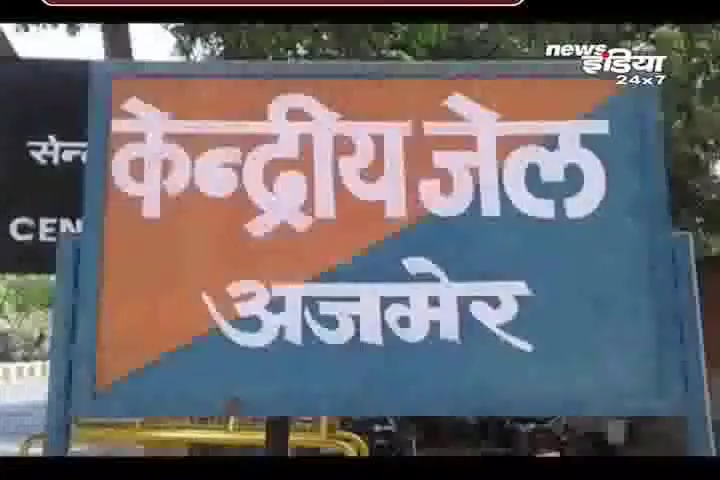 news
इंडिया
24x7
सेन्
CEN
केन्द्रीय जेल
अजमेर